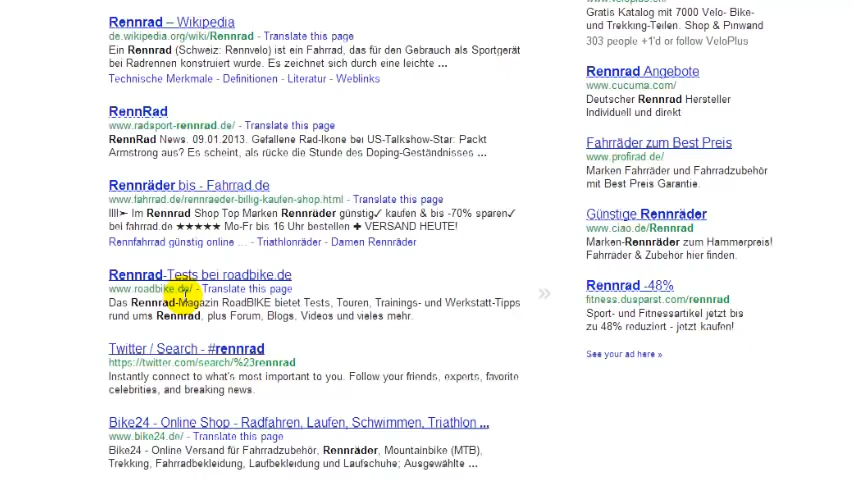 Rennrad – Wikipedia
de.wikipedia.org/wiki/Rennrad - Translate this page
Ein Rennrad (Schweiz: Rennvelo) ist ein Fahrrad, das für den Gebrauch als Sportgerät
bei Radrennen konstruiert wurde. Es zeichnet sich durch eine leichte ...
Technische Merkmale - Definitionen - Literatur - Weblinks
RennRad
www.radsport-rennrad.de/ - Translate this page
RennRad News. 09.01.2013. Gefallene Rad-Ikone bei US-Talkshow-Star: Packt
Armstrong aus? Es scheint, als rücke die Stunde des Doping-Geständnisses ...
Rennräder bis - Fahrrad.de
www.fahrrad.de/rennraeder-billig-kaufen-shop.html - Translate this page
llll➤ Im Rennrad Shop Top Marken Rennräder günstig✓ kaufen & bis -70% sparen✓
bei fahrrad.de ★★★★★ Mo-Fr bis 16 Uhr bestellen ✚ VERSAND HEUTE!
Rennfahrrad günstig online ... - Triathlonräder - Damen Rennräder
Rennrad-Tests bei roadbike.de
www.roadbike.de/ - Translate this page
Das Rennrad-Magazin RoadBIKE bietet Tests, Touren, Trainings- und Werkstatt-Tipps
rund ums Rennrad, plus Forum, Blogs, Videos und vieles mehr.
Twitter / Search - #rennrad
https://twitter.com/search/%23rennrad
Instantly connect to what's most important to you. Follow your friends, experts, favorite
celebrities, and breaking news.
Bike24 - Online Shop - Radfahren, Laufen, Schwimmen, Triathlon ...
www.bike24.de/ - Translate this page
Bike24 - Online Versand für Fahrradzubehör, Rennräder, Mountainbike (MTB),
Trekking, Fahrradbekleidung, Laufbekleidung und Laufschuhe; Ausgewählte ...
»
Gratis Katalog mit 7000 Velo- Bike-
und Trekking-Teilen. Shop & Pinwand
303 people +1'd or follow VeloPlus
Rennrad Angebote
www.cucuma.com/
Deutscher Rennrad Hersteller
Individuell und direkt
Fahrräder zum Best Preis
www.profirad.de/
Marken Fahrräder und Fahrradzubehör
mit Best Preis Garantie.
Günstige Rennräder
www.ciao.de/Rennrad
Marken-Rennräder zum Hammerpreis!
Fahrräder & Zubehör hier finden.
Rennrad -48%
fitness.dusparst.com/rennrad
Sport- und Fitnessartikel jetzt bis
zu 48% reduziert - jetzt kaufen!
See your ad here »